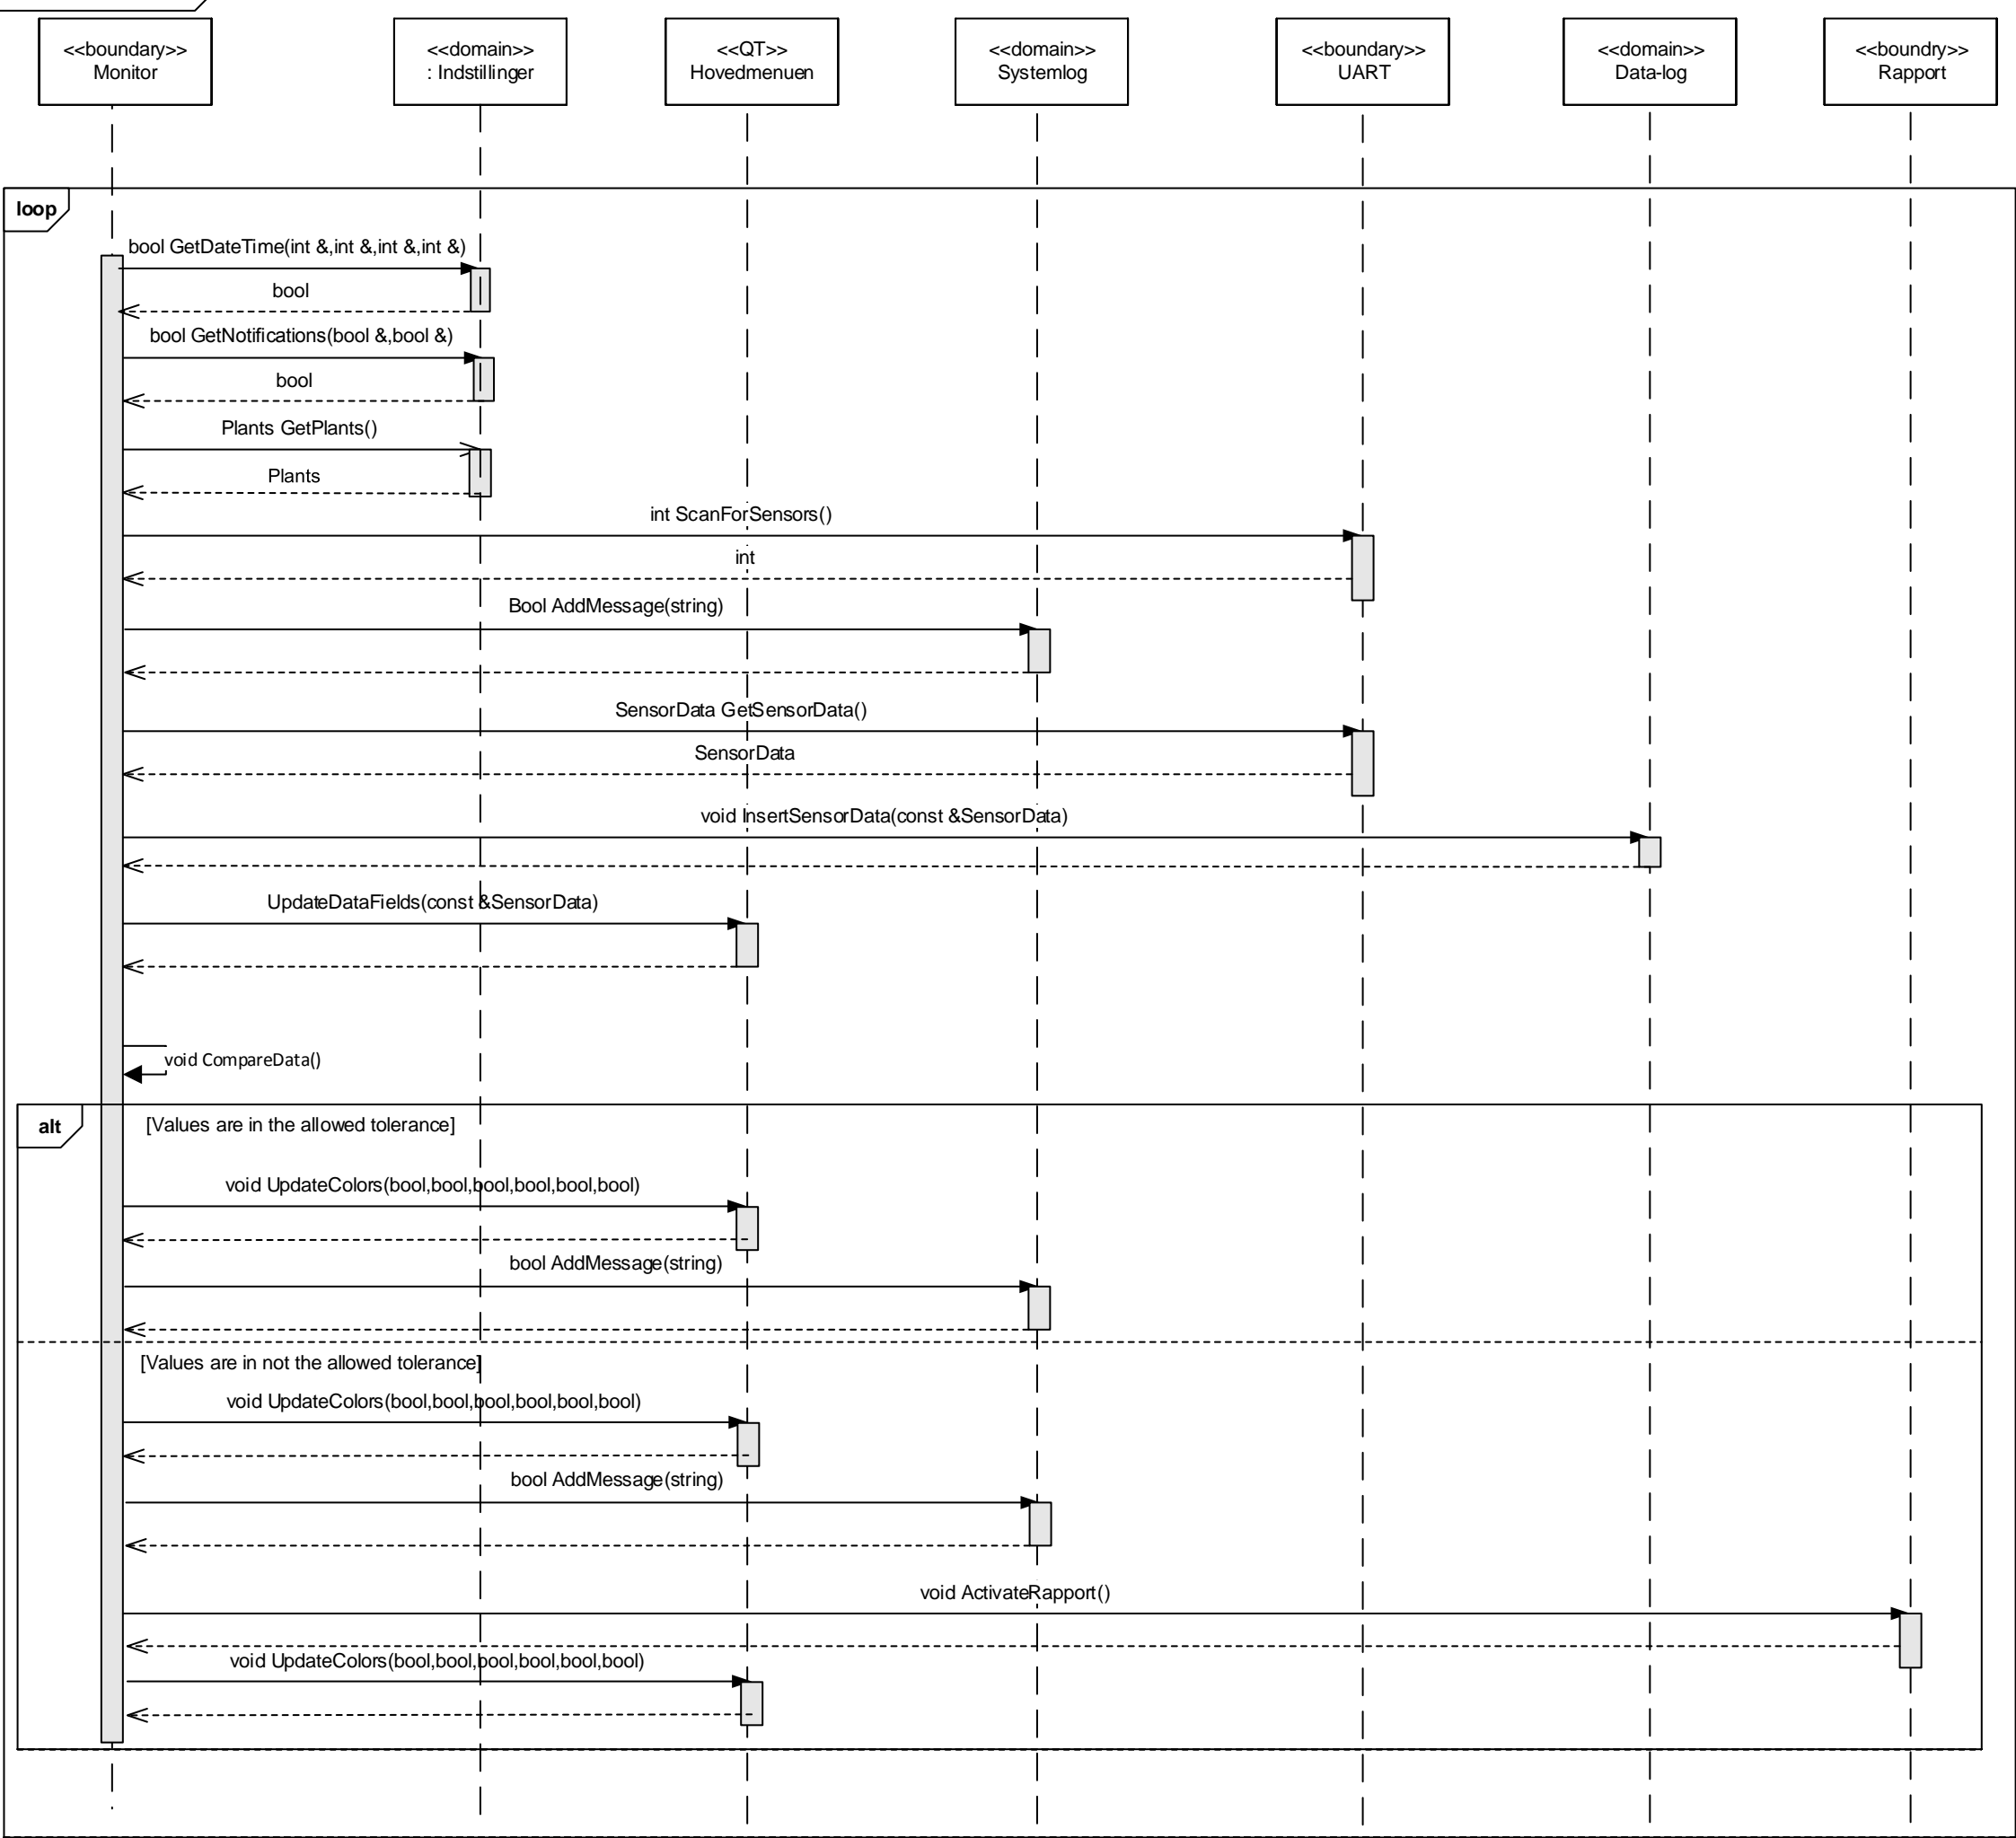 <<boundary>>
Monitor
<<domain>>
: Indstillinger
<<QT>>
Hovedmenuen
<<domain>>
Systemlog
<<boundary>>
UART
<<domain>>
Data-log
<<boundry>>
Rapport
loop
bool GetDateTime(int &,int &,int &,int &)
bool
bool GetNotifications(bool &,bool &)
bool
Plants GetPlants()
Plants
int ScanForSensors()
int
Bool AddMessage(string)
SensorData GetSensorData()
SensorData
void InsertSensorData(const &SensorData)
UpdateDataFields(const &SensorData)
void CompareData()
alt
[Values are in the allowed tolerance]
void UpdateColors(bool,bool,bool,bool,bool,bool)
bool AddMessage(string)
[Values are in not the allowed tolerance]
void UpdateColors(bool,bool,bool,bool,bool,bool)
bool AddMessage(string)
void ActivateRapport()
void UpdateColors(bool,bool,bool,bool,bool,bool)